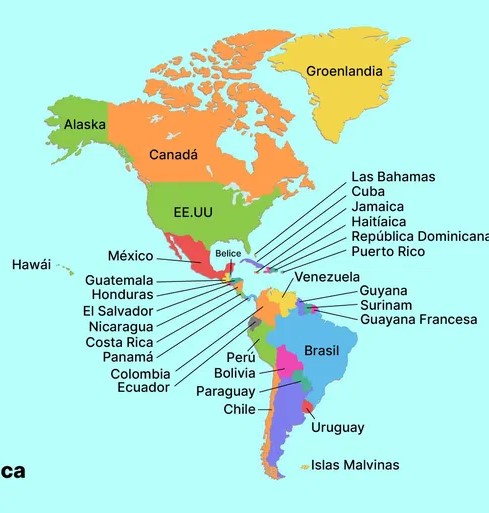 Groenlandia
Alaska
Canadá
Las Bahamas
Cuba
EE.UU
Jamaica
Haitíaica
República Dominicana
Belice
Puerto Rico
México
Hawái
Venezuela
Guatemala
Guyana
Honduras
Surinam
El Salvador
Guayana Francesa
Nicaragua
Costa Rica
Brasil
Panamá
Perú
Colombia
Bolivia
Ecuador
Paraguay
Chile
Uruguay
Islas Malvinas
ca